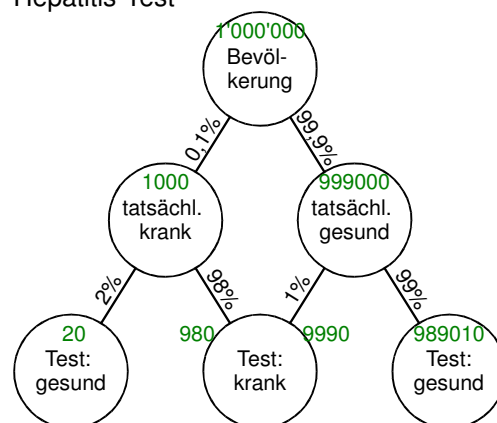 Hepatitis-Test
1'000'000
Bevöl-
kerung
0,1%
99,9%
1000
tatsächl.
krank
999000
tatsächl.
gesund
2%
98%
1%
99%
20
Test:
gesund
980
9990
Test:
krank
989010
Test:
gesund